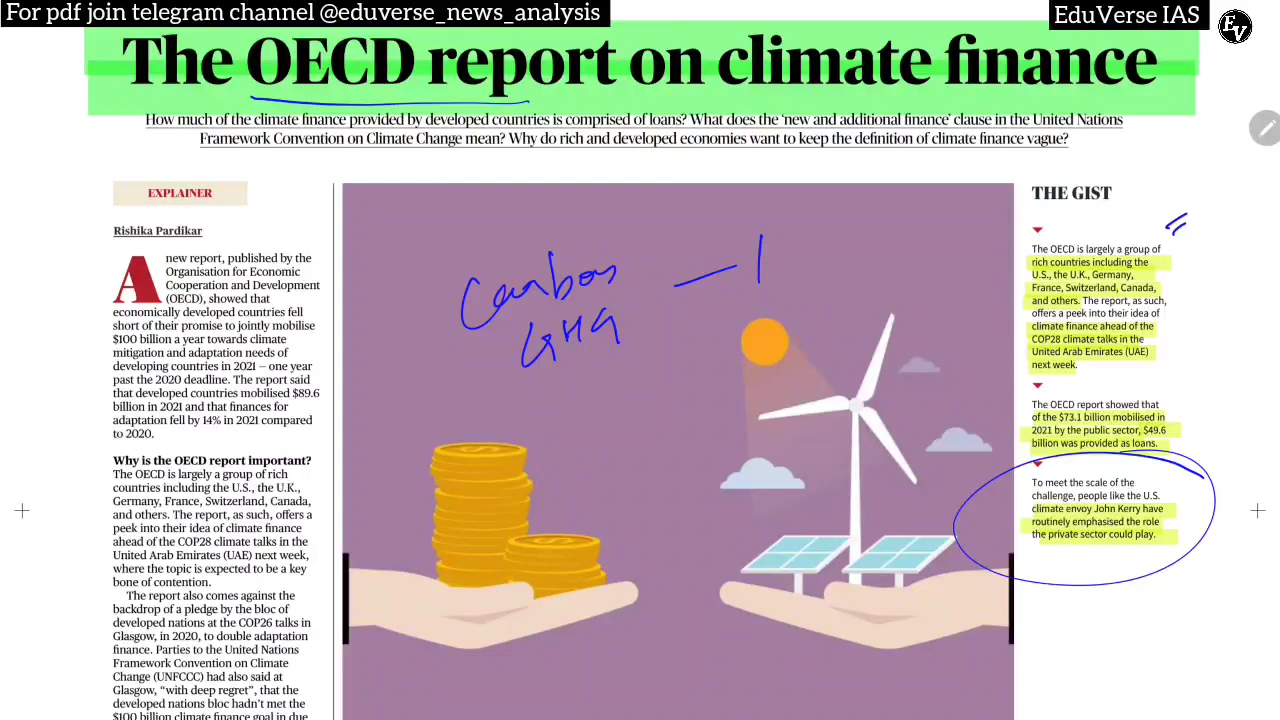 For pdf join telegram channel @eduverse_news_analysis
EduVerse IAS
EV
The OECD report on climate finance
How much of the climate finance provided by developed countries is comprised of loans? What does the ‘new and additional finance’ clause in the United Nations
Framework Convention on Climate Change mean? Why do rich and developed economies want to keep the definition of climate finance vague?
EXPLAINER
Rishika Pardikar
A new report, published by the
Organisation for Economic
Cooperation and Development
(OECD), showed that
economically developed countries fell
short of their promise to jointly mobilise
$100 billion a year towards climate
mitigation and adaptation needs of
developing countries in 2021 — one year
past the 2020 deadline. The report said
that developed countries mobilised $89.6
billion in 2021 and that finances for
adaptation fell by 14% in 2021 compared
to 2020.
Why is the OECD report important?
The OECD is largely a group of rich
countries including the U.S., the U.K.,
Germany, France, Switzerland, Canada,
and others. The report, as such, offers a
peek into their idea of climate finance
ahead of the COP28 climate talks in the
United Arab Emirates (UAE) next week,
where the topic is expected to be a key
bone of contention.
The report also comes against the
backdrop of a pledge by the bloc of
developed nations at the COP26 talks in
Glasgow, in 2020, to double adaptation
finance. Parties to the United Nations
Framework Convention on Climate
Change (UNFCCC) had also said at
Glasgow, “with deep regret”, that the
developed nations bloc hadn’t met the
$100 billion climate finance goal in due
Carbon — 1
GHG
THE GIST
The OECD is largely a group of
rich countries including the
U.S., the U.K., Germany,
France, Switzerland, Canada,
and others. The report, as such,
offers a peek into their idea of
climate finance ahead of the
COP28 climate talks in the
United Arab Emirates (UAE)
next week.
The OECD report showed that
of the $73.1 billion mobilised in
2021 by the public sector, $49.6
billion was provided as loans.
To meet the scale of the
challenge, people like the U.S.
climate envoy John Kerry have
routinely emphasised the role
the private sector could play.